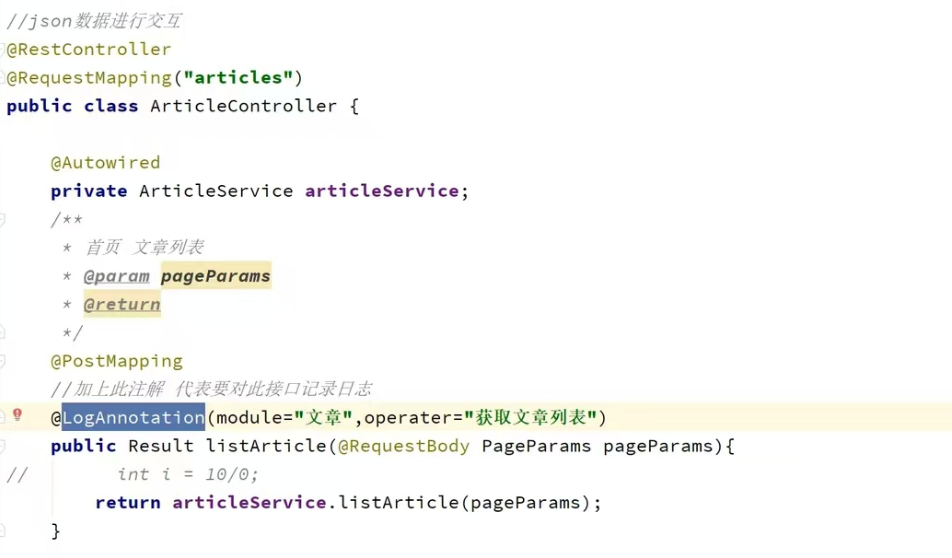 //json数据进行交互
@RestController
@RequestMapping("articles")
public class ArticleController {
@Autowired
private ArticleService articleService;
/**
* 首页 文章列表
* @param pageParams
* @return
*/
@PostMapping
//加上此注解 代表要对此接口记录日志
@LogAnnotation(module="文章",operater="获取文章列表")
public Result listArticle(@RequestBody PageParams pageParams){
// int i = 10/0;
return articleService.listArticle(pageParams);
}